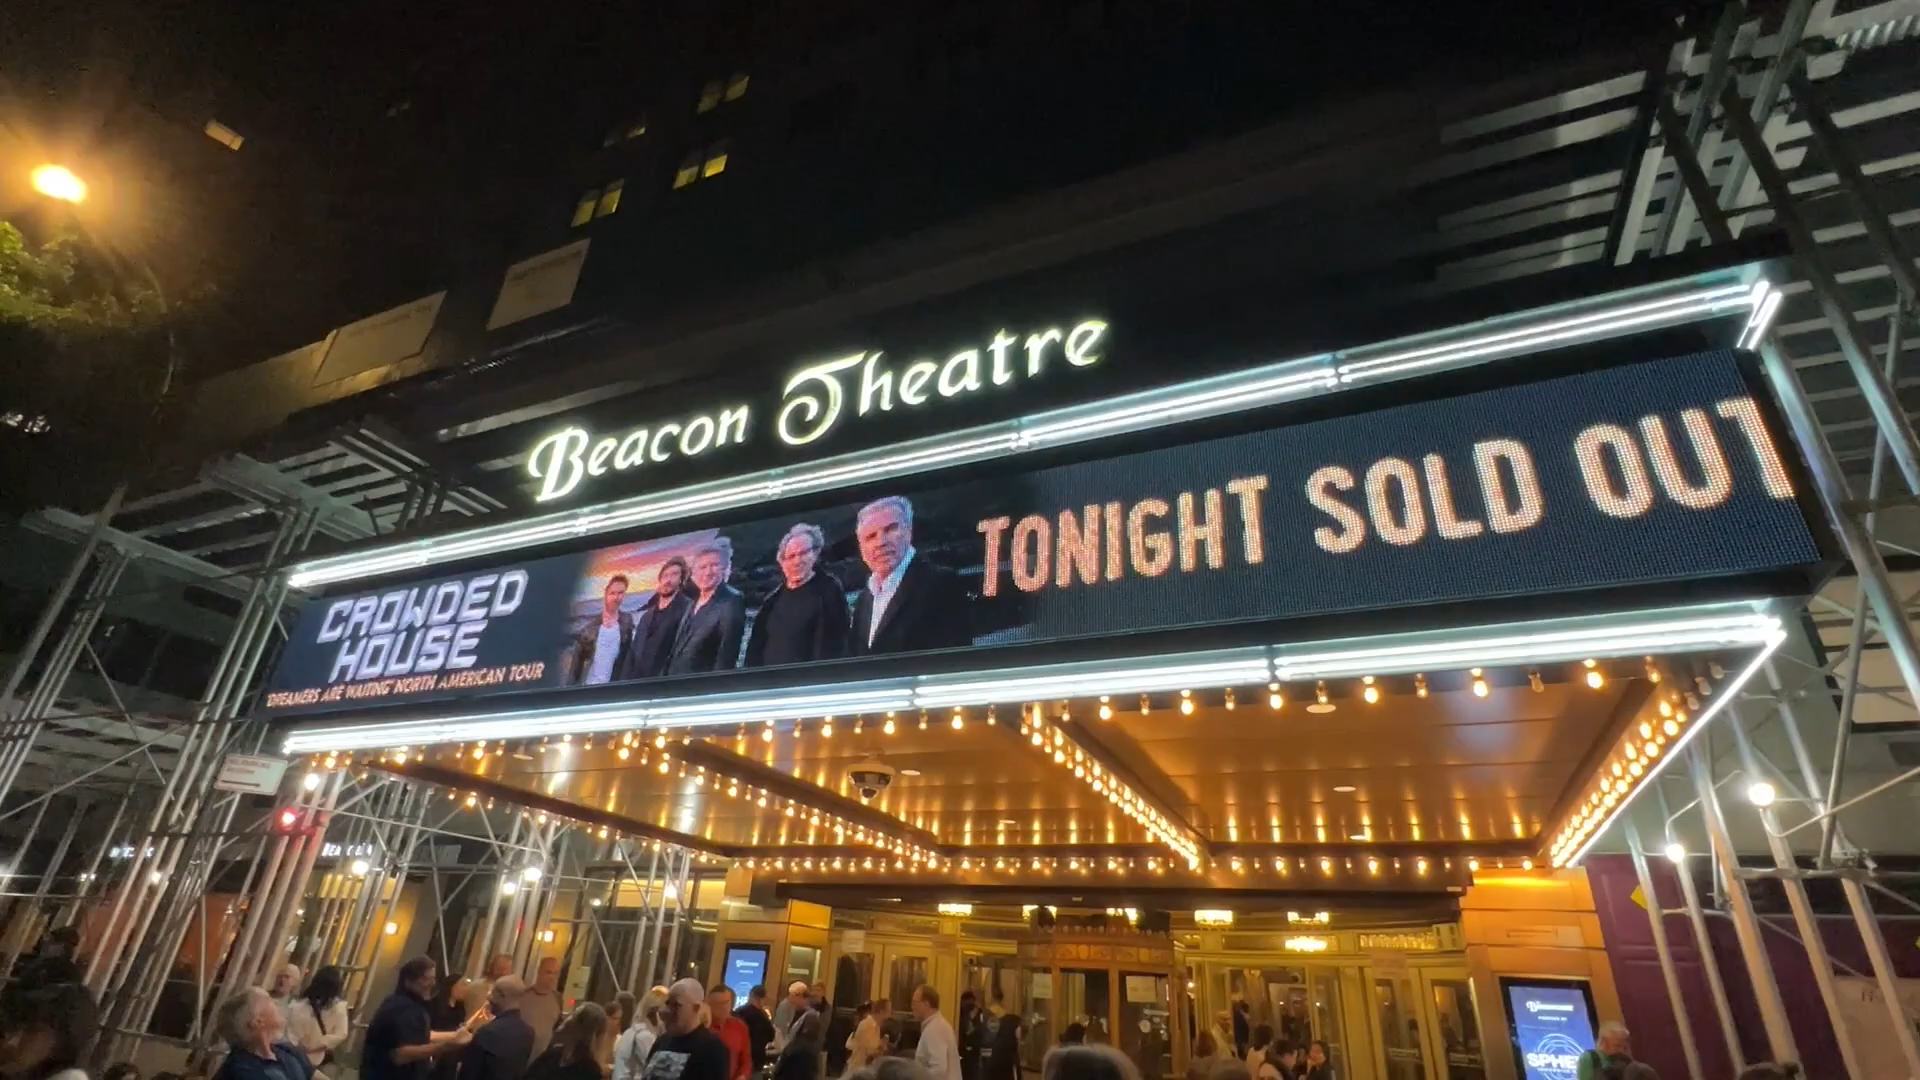 Beacon Theatre
CROWDED
HOUSE
DREAMERS ARE WAITING NORTH AMERICAN TOUR
TONIGHT SOLD OUT